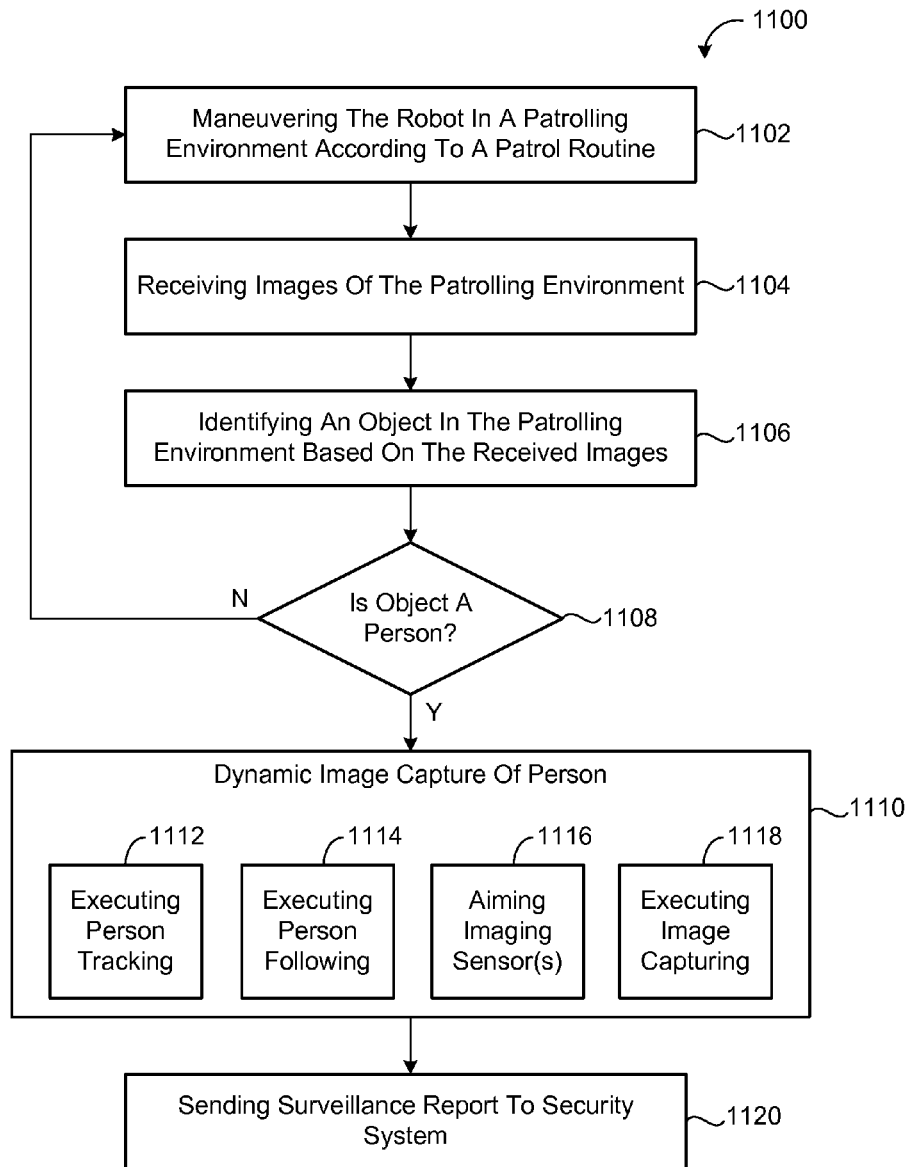 1100
Maneuvering The Robot In A Patrolling
Environment According To A Patrol Routine
1102
Receiving Images Of The Patrolling Environment
1104
Identifying An Object In The Patrolling
Environment Based On The Received Images
1106
N
Is Object A
Person?
1108
Y
Dynamic Image Capture Of Person
1110
1112
Executing
Person
Tracking
1114
Executing
Person
Following
1116
Aiming
Imaging
Sensor(s)
1118
Executing
Image
Capturing
Sending Surveillance Report To Security
System
1120